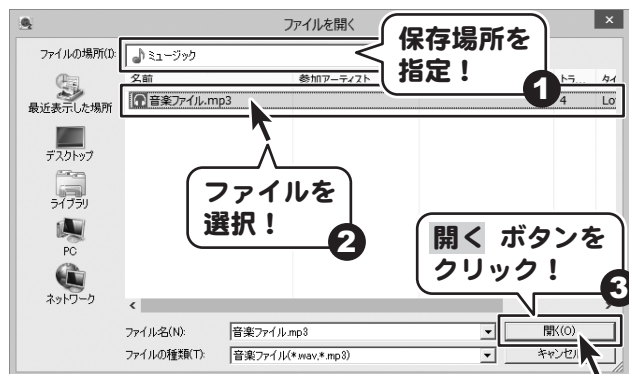 ファイルを開く
ファイルの場所(I):
ミュージック
保存場所を
指定！
1
名前
参加アーティスト
トラ...
タイ
音楽ファイル.mp3
4
Lo
最近表示した場所
デスクトップ
ライブラリ
PC
ネットワーク
ファイルを
選択！
2
開く ボタンを
クリック！
3
ファイル名(N):
音楽ファイル.mp3
開く(O)
ファイルの種類(T):
音楽ファイル(*.wav,*.mp3)
キャンセル